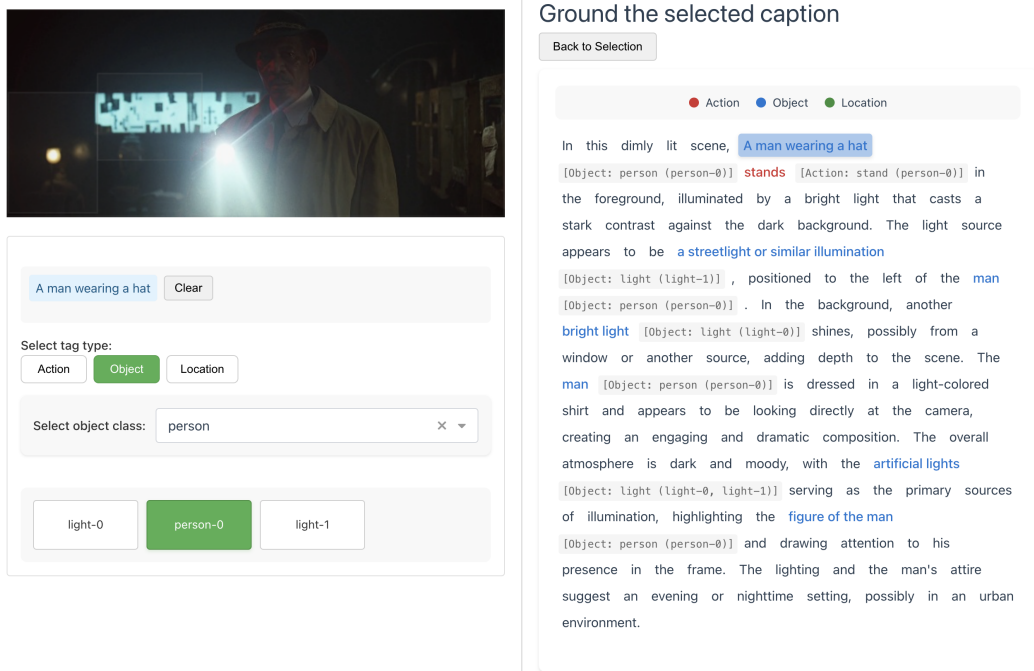 Ground the selected caption
Back to Selection
Action Object Location
In this dimly lit scene, A man wearing a hat
[Object: person (person-0)] stands [Action: stand (person-0)] in
the foreground, illuminated by a bright light that casts a
stark contrast against the dark background. The light source
appears to be a streetlight or similar illumination
[Object: light (light-1)] , positioned to the left of the man
[Object: person (person-0)] . In the background, another
bright light [Object: light (light-0)] shines, possibly from a
window or another source, adding depth to the scene. The
man [Object: person (person-0)] is dressed in a light-colored
shirt and appears to be looking directly at the camera,
creating an engaging and dramatic composition. The overall
atmosphere is dark and moody, with the artificial lights
[Object: light (light-0, light-1)] serving as the primary sources
of illumination, highlighting the figure of the man
[Object: person (person-0)] and drawing attention to his
presence in the frame. The lighting and the man's attire
suggest an evening or nighttime setting, possibly in an urban
environment.
A man wearing a hat Clear
Select tag type:
Action Object Location
Select object class: person
light-0 person-0 light-1